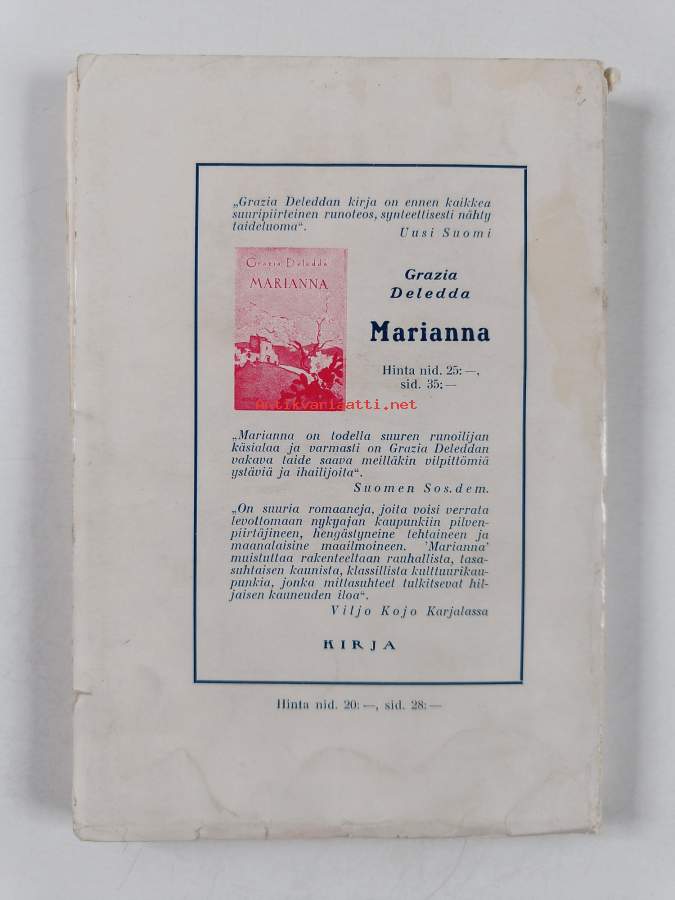 „Grazia Deleddan kirja on ennen kaikkea
suuripiirteinen runoteos, synteettisesti nähty
taideluoma“.
Uusi Suomi
Grazia Deledda
MARIANNA
Grazia
Deledda
Marianna
Hinta nid. 25:—,
sid. 35:—
Antikvariaatti.net
„Marianna on todella suuren runoilijan
käsialaa ja varmasti on Grazia Deleddan
vakava taide saava meilläkin vilpittömiä
ystäviä ja ihailijoita“.
Suomen Sos.dem.
„On suuria romaaneja, joita voisi verrata
levottomaan nykyajan kaupunkiin pilven-
piirtäjineen, hengästyneine tehtaineen ja
maanalaisine maailmoineen. 'Marianna'
muistuttaa rakenteeltaan rauhallista, tasa-
suhtaisen kaunista, klassillista kulttuurikau-
punkia, jonka mittasuhteet tulkitsevat hil-
jaisen kauneuden iloa“.
Viljo Kojo Karjalassa
KIRJA
Hinta nid. 20:—, sid. 28:—